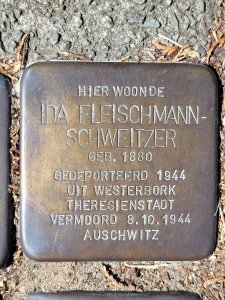 HIER WOONDE
IDA FLEISCHMANN-
SCHWEITZER
GEB. 1880
GEDEPORTEERD 1944
UIT WESTERBORK
THERESIENSTADT
VERMOORD 8.10.1944
AUSCHWITZ